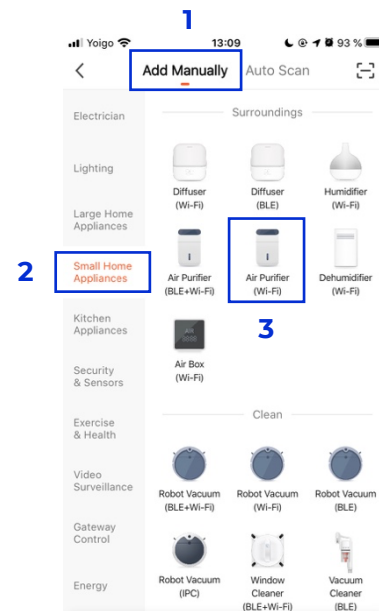 1
Yoigo 13:09 93 %
Add Manually Auto Scan
Electrician
Lighting
Large Home
Appliances
2
Small Home
Appliances
Kitchen
Appliances
Security
& Sensors
Exercise
& Health
Video
Surveillance
Gateway
Control
Energy
Surroundings
Diffuser
(Wi-Fi)
Diffuser
(BLE)
Humidifier
(Wi-Fi)
Air Purifier
(BLE+Wi-Fi)
Air Purifier
(Wi-Fi)
Dehumidifier
(Wi-Fi)
3
Air Box
(Wi-Fi)
Clean
Robot Vacuum
(BLE+Wi-Fi)
Robot Vacuum
(Wi-Fi)
Robot Vacuum
(BLE)
Robot Vacuum
(IPC)
Window
Cleaner
(BLE+Wi-Fi)
Vacuum
Cleaner
(BLE)